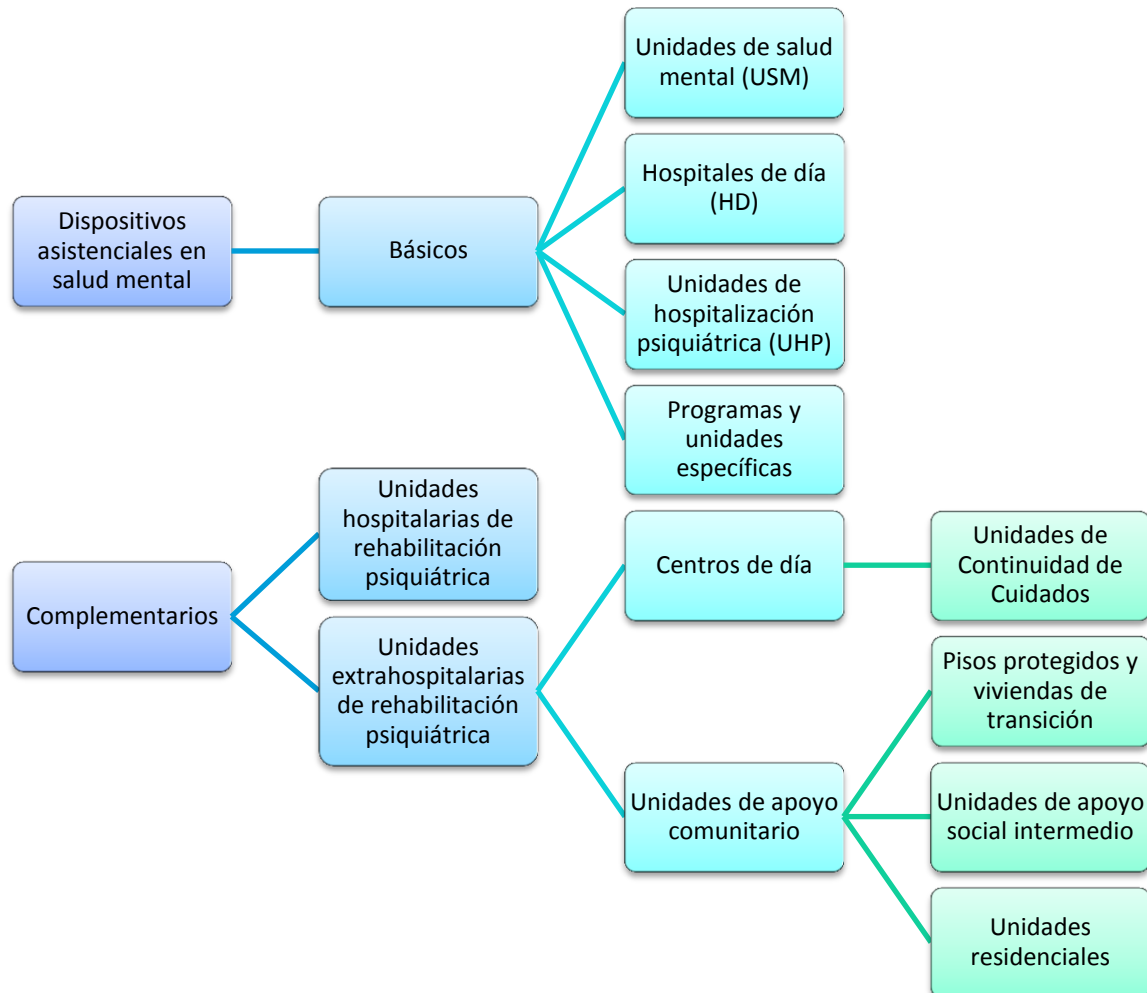 Dispositivos
asistenciales en
salud mental
Básicos
Unidades de salud
mental (USM)
Hospitales de día
(HD)
Unidades de
hospitalización
psiquiátrica (UHP)
Programas y
unidades
específicas
Complementarios
Unidades
hospitalarias de
rehabilitación
psiquiátrica
Unidades
extrahospitalarias
de rehabilitación
psiquiátrica
Centros de día
Unidades de
Continuidad de
Cuidados
Unidades de apoyo
comunitario
Pisos protegidos y
viviendas de
transición
Unidades de apoyo
social intermedio
Unidades
residenciales